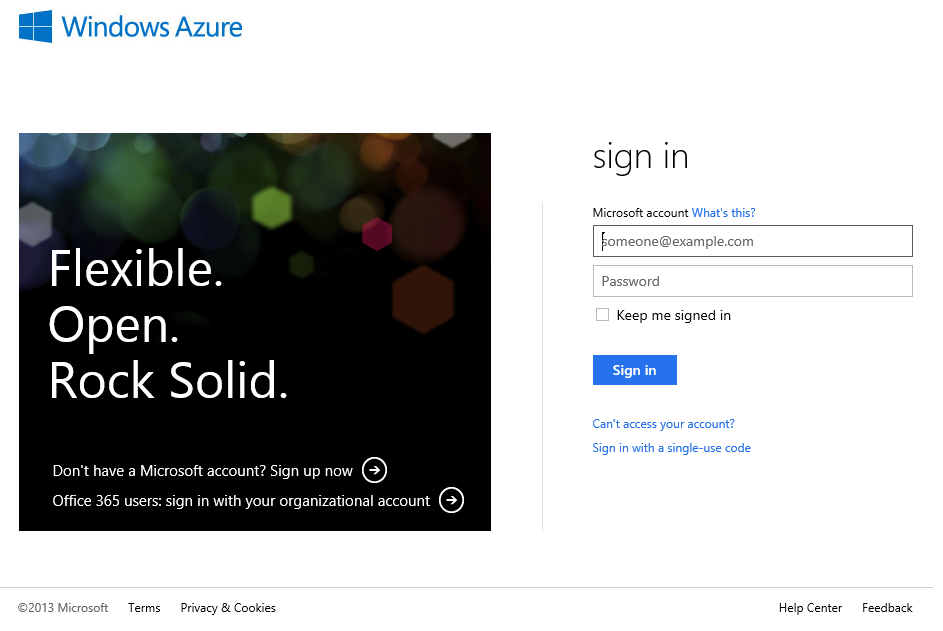 Windows Azure
Flexible.
Open.
Rock Solid.
Don't have a Microsoft account? Sign up now
Office 365 users: sign in with your organizational account
sign in
Microsoft account What's this?
someone@example.com
Password
Keep me signed in
Sign in
Can't access your account?
Sign in with a single-use code
©2013 Microsoft Terms Privacy & Cookies Help Center Feedback